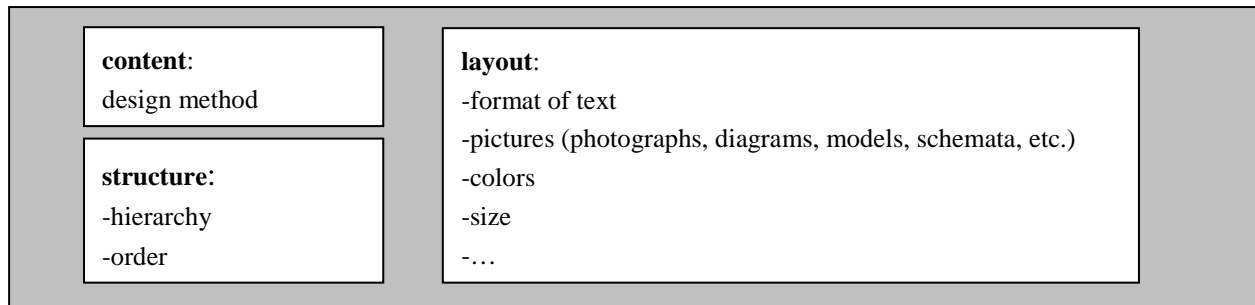 content:
design method
structure:
-hierarchy
-order
layout:
-format of text
-pictures (photographs, diagrams, models, schemata, etc.)
-colors
-size
-…